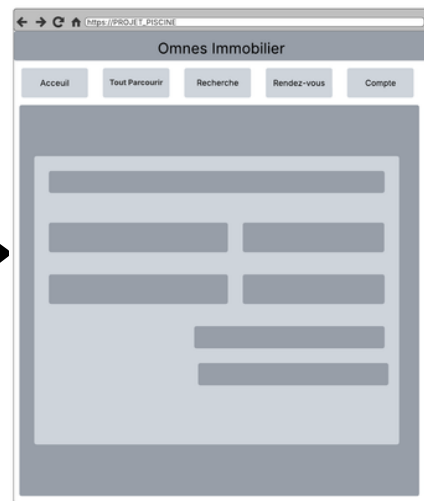 https://PROJET_PISCINE
Omnes Immobilier
Acceuil Tout Parcourir Recherche Rendez-vous Compte